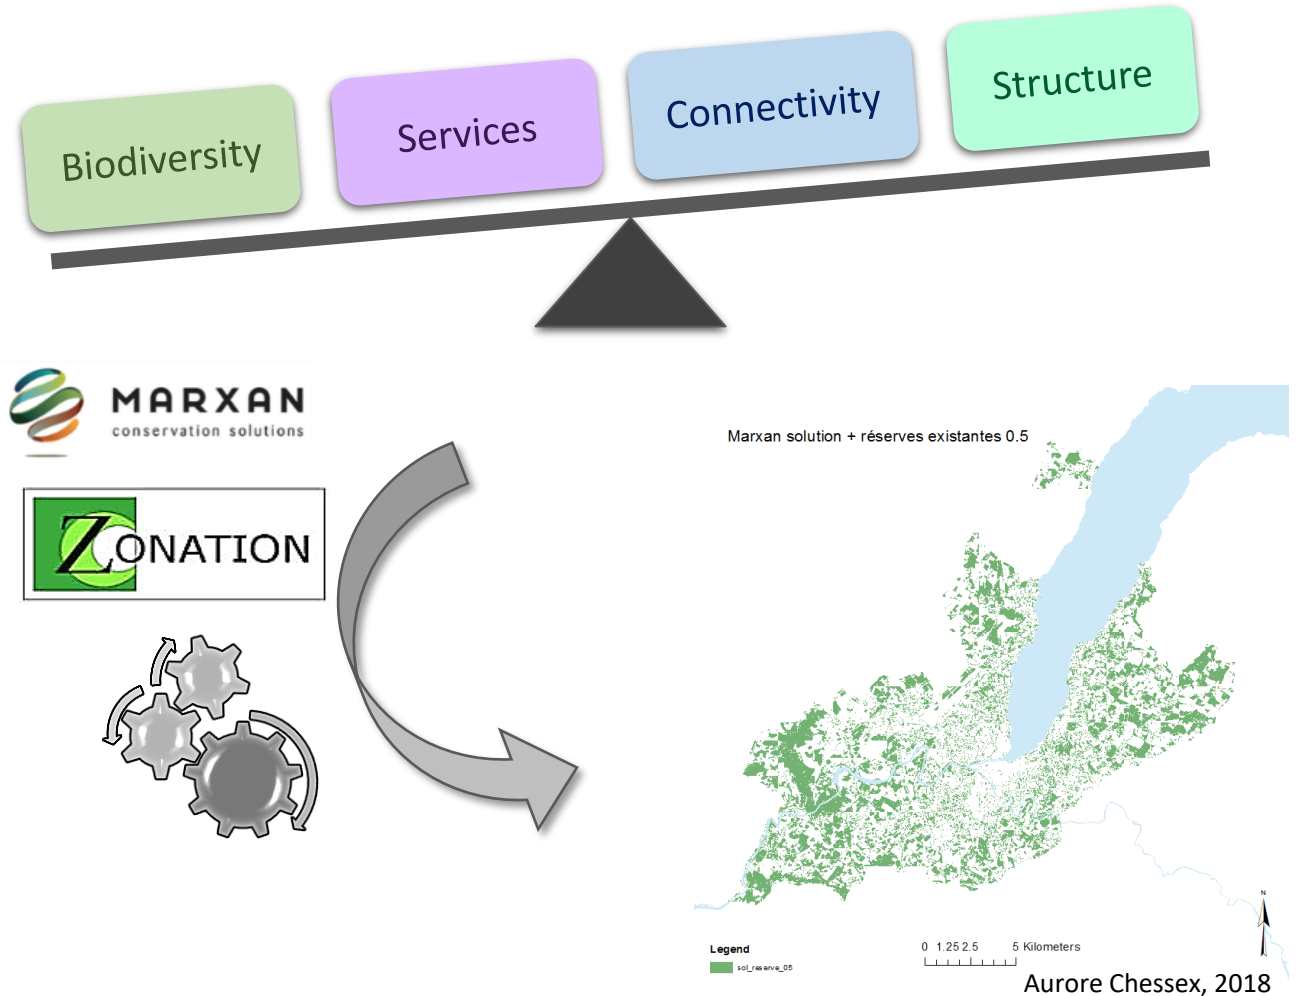 Biodiversity
Services
Connectivity
Structure
MARXAN
conservation solutions
ZONATION
Marxan solution + réserves existantes 0.5
N
Legend
sol_reserve_05
0 1.25 2.5 5 Kilometers
Aurore Chessex, 2018